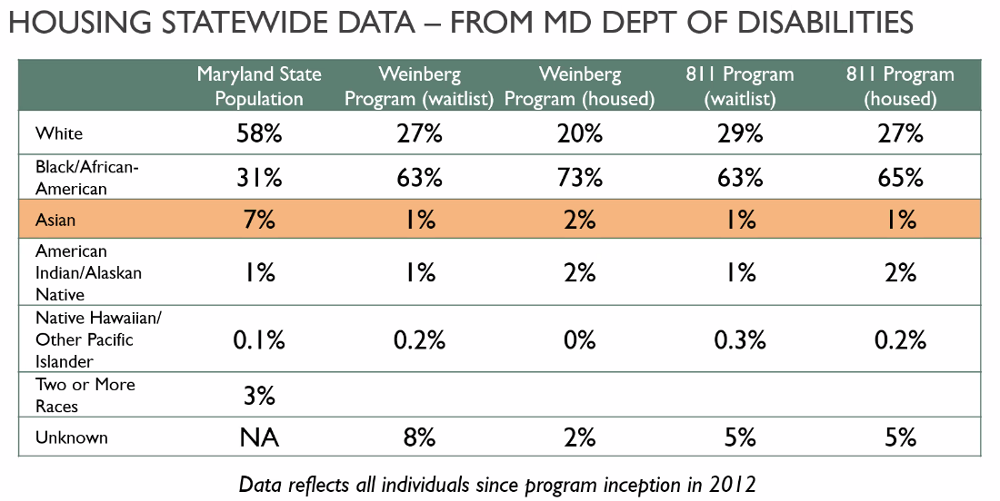 HOUSING STATEWIDE DATA – FROM MD DEPT OF DISABILITIES
Maryland State Population Weinberg Program (waitlist) Weinberg Program (housed) 811 Program (waitlist) 811 Program (housed)
White 58% 27% 20% 29% 27%
Black/African-American 31% 63% 73% 63% 65%
Asian 7% 1% 2% 1% 1%
American Indian/Alaskan Native 1% 1% 2% 1% 2%
Native Hawaiian/ Other Pacific Islander 0.1% 0.2% 0% 0.3% 0.2%
Two or More Races 3%
Unknown NA 8% 2% 5% 5%
Data reflects all individuals since program inception in 2012